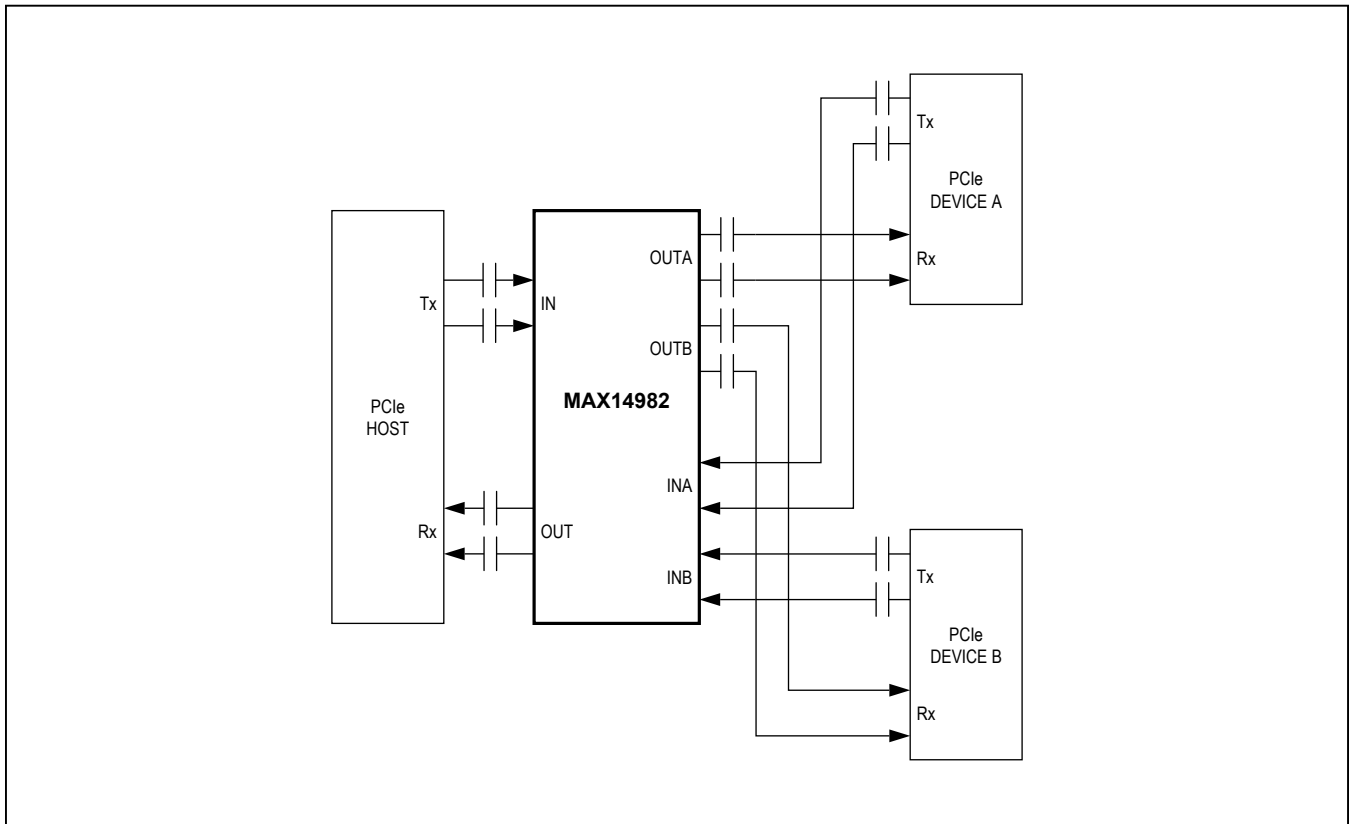 Tx
PCIe
DEVICE A
Rx
OUTA
Tx
IN
OUTB
MAX14982
PCIe
HOST
INA
Rx
OUT
INB
Tx
PCIe
DEVICE B
Rx